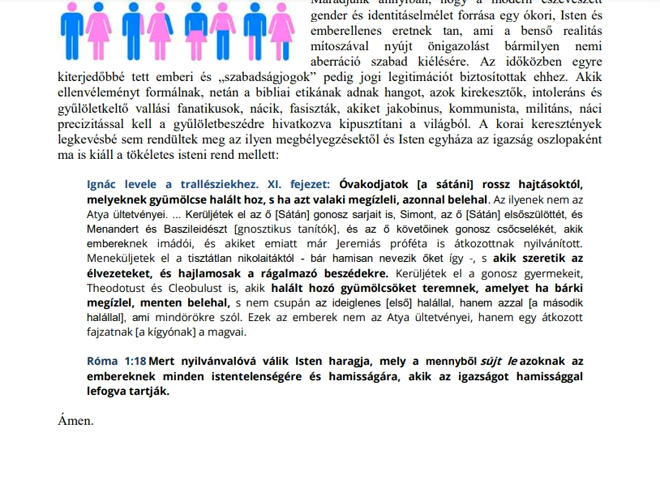 Maradjunk annyiban, hogy a modern eszeveszett
gender és identitáselmélet forrása egy ókori, Isten és
emberellenes eretnek tan, ami a benső realitás
mítoszával nyújt önigazolást bármilyen nemi
aberráció szabad kiélésére. Az időközben egyre
kiterjedőbbé tett emberi és „szabadságjogok” pedig jogi legitimációt biztosítottak ehhez. Akik
ellenvéleményt formálnak, netán a bibliai etikának adnak hangot, azok kirekesztők, intoleráns és
gyűlöletkeltő vallási fanatikusok, nácik, fasiszták, akiket jakobinus, kommunista, militáns, náci
precizitással kell a gyűlöletbeszédre hivatkozva kipusztítani a világból. A korai keresztények
legkevésbé sem rendültek meg az ilyen megbélyegzésektől és Isten egyháza az igazság oszlopaként
ma is kiáll a tökéletes isteni rend mellett:
Ignác levele a tralléziekhez. XI. fejezet: Óvakodjatok [a sátáni] rossz hajtásoktól,
melyeknek gyümölcse halált hoz, s ha azt valaki megízleli, azonnal belehal. Az ilyenek nem az
Atya ültetvényei. ... Kerüljétek el az ő [Sátán] gonosz sarjait is, Simont, az ő [Sátán] elsőszülöttét, és
Menandert és Baszileidészt [gnosztikus tanítók], és az ő követőinek gonosz csőcselékét, akik
embereknek imádói, és akiket emiatt már Jeremiás próféta is átkozottnak nyilvánított.
Meneküljetek el a tisztátlan nikolaitáktól - bár hamisan nevezik őket így -, s akik szeretik az
élvezeteket, és hajlamosak a rágalmazó beszédekre. Kerüljétek el a gonosz gyermekeit,
Theodotust és Cleobulust is, akik halált hozó gyümölcsöket teremnek, amelyet ha bárki
megízlel, menten belehal, s nem csupán az ideiglenes [első] halállal, hanem azzal [a második
halállal], ami mindörökre szól. Ezek az emberek nem az Atya ültetvényei, hanem egy átkozott
fajzatnak [a kígyónak] a magvai.
Róma 1:18 Mert nyilvánvalóvá válik Isten haragja, mely a mennyből sújt le azoknak az
embereknek minden istentelenségére és hamisságára, akik az igazságot hamissággal
lefogva tartják.
Ámen.